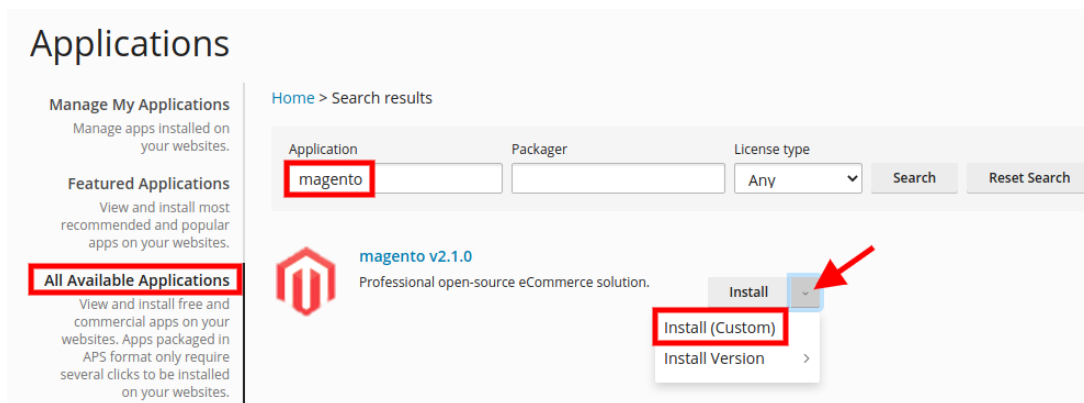 Applications
Manage My Applications
Manage apps installed on
your websites.
Featured Applications
View and install most
recommended and popular
apps on your websites.
All Available Applications
View and install free and
commercial apps on your
websites. Apps packaged in
APS format only require
several clicks to be installed
on your websites.
Home > Search results
Application Packager License type
magento Any Search Reset Search
magento v2.1.0
Professional open-source eCommerce solution.
Install
Install (Custom)
Install Version